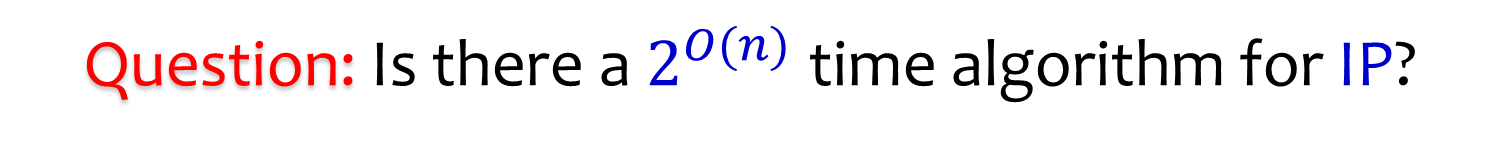 Question: Is there a 2^{O(n)} time algorithm for IP?